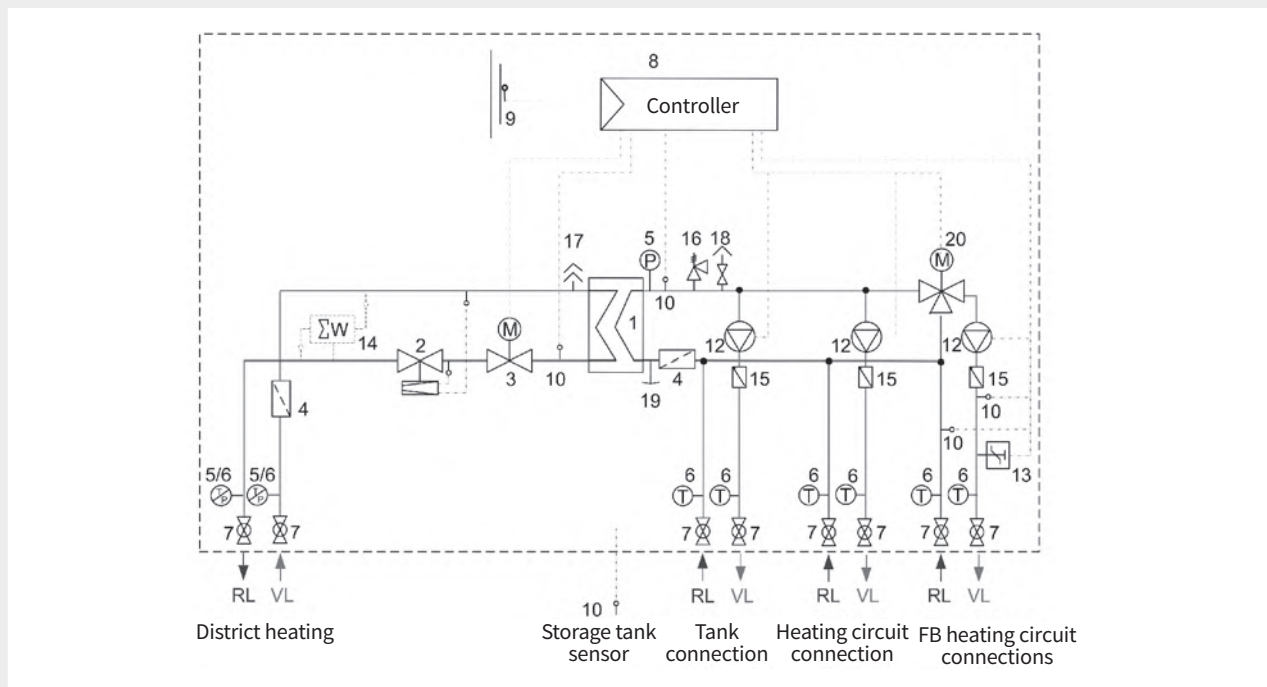 8
Controller
9
17
5
16
18
20
P
M
10
1
ΣW
14
2
M
3
10
12
12
12
4
19
4
15
15
15
10
10
13
5/6
5/6
T/P
T/P
6
6
6
6
6
6
T
T
T
T
T
T
7
7
7
7
7
7
7
7
RL
VL
RL
VL
RL
VL
RL
VL
10
District heating
Storage tank
sensor
Tank
connection
Heating circuit
connection
FB heating circuit
connections